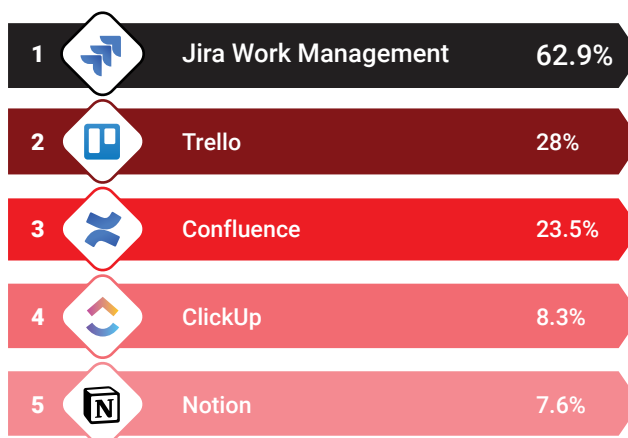 1 Jira Work Management 62.9%
2 Trello 28%
3 Confluence 23.5%
4 ClickUp 8.3%
5 N Notion 7.6%